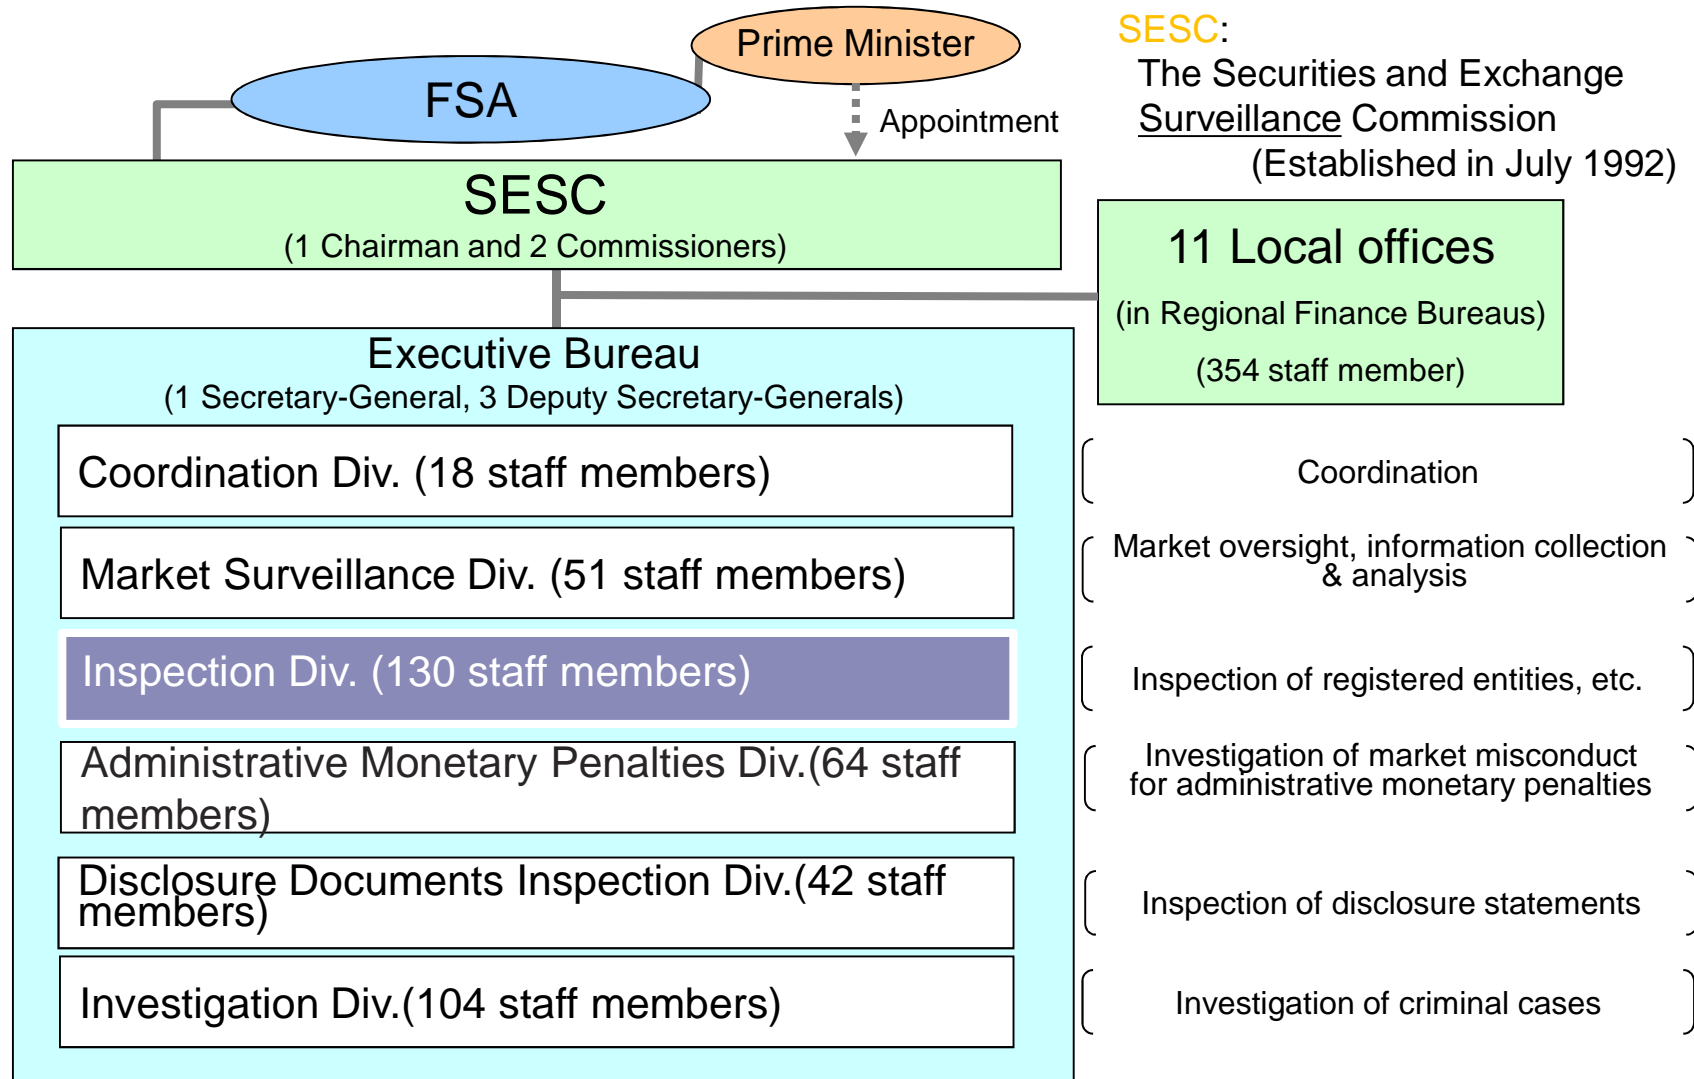 Prime Minister
FSA
Appointment
SESC:
The Securities and Exchange
Surveillance Commission
(Established in July 1992)
SESC
(1 Chairman and 2 Commissioners)
11 Local offices
(in Regional Finance Bureaus)
(354 staff member)
Executive Bureau
(1 Secretary-General, 3 Deputy Secretary-Generals)
Coordination Div. (18 staff members)
Coordination
Market Surveillance Div. (51 staff members)
Market oversight, information collection
& analysis
Inspection Div. (130 staff members)
Inspection of registered entities, etc.
Administrative Monetary Penalties Div.(64 staff
members)
Investigation of market misconduct
for administrative monetary penalties
Disclosure Documents Inspection Div.(42 staff
members)
Inspection of disclosure statements
Investigation Div.(104 staff members)
Investigation of criminal cases